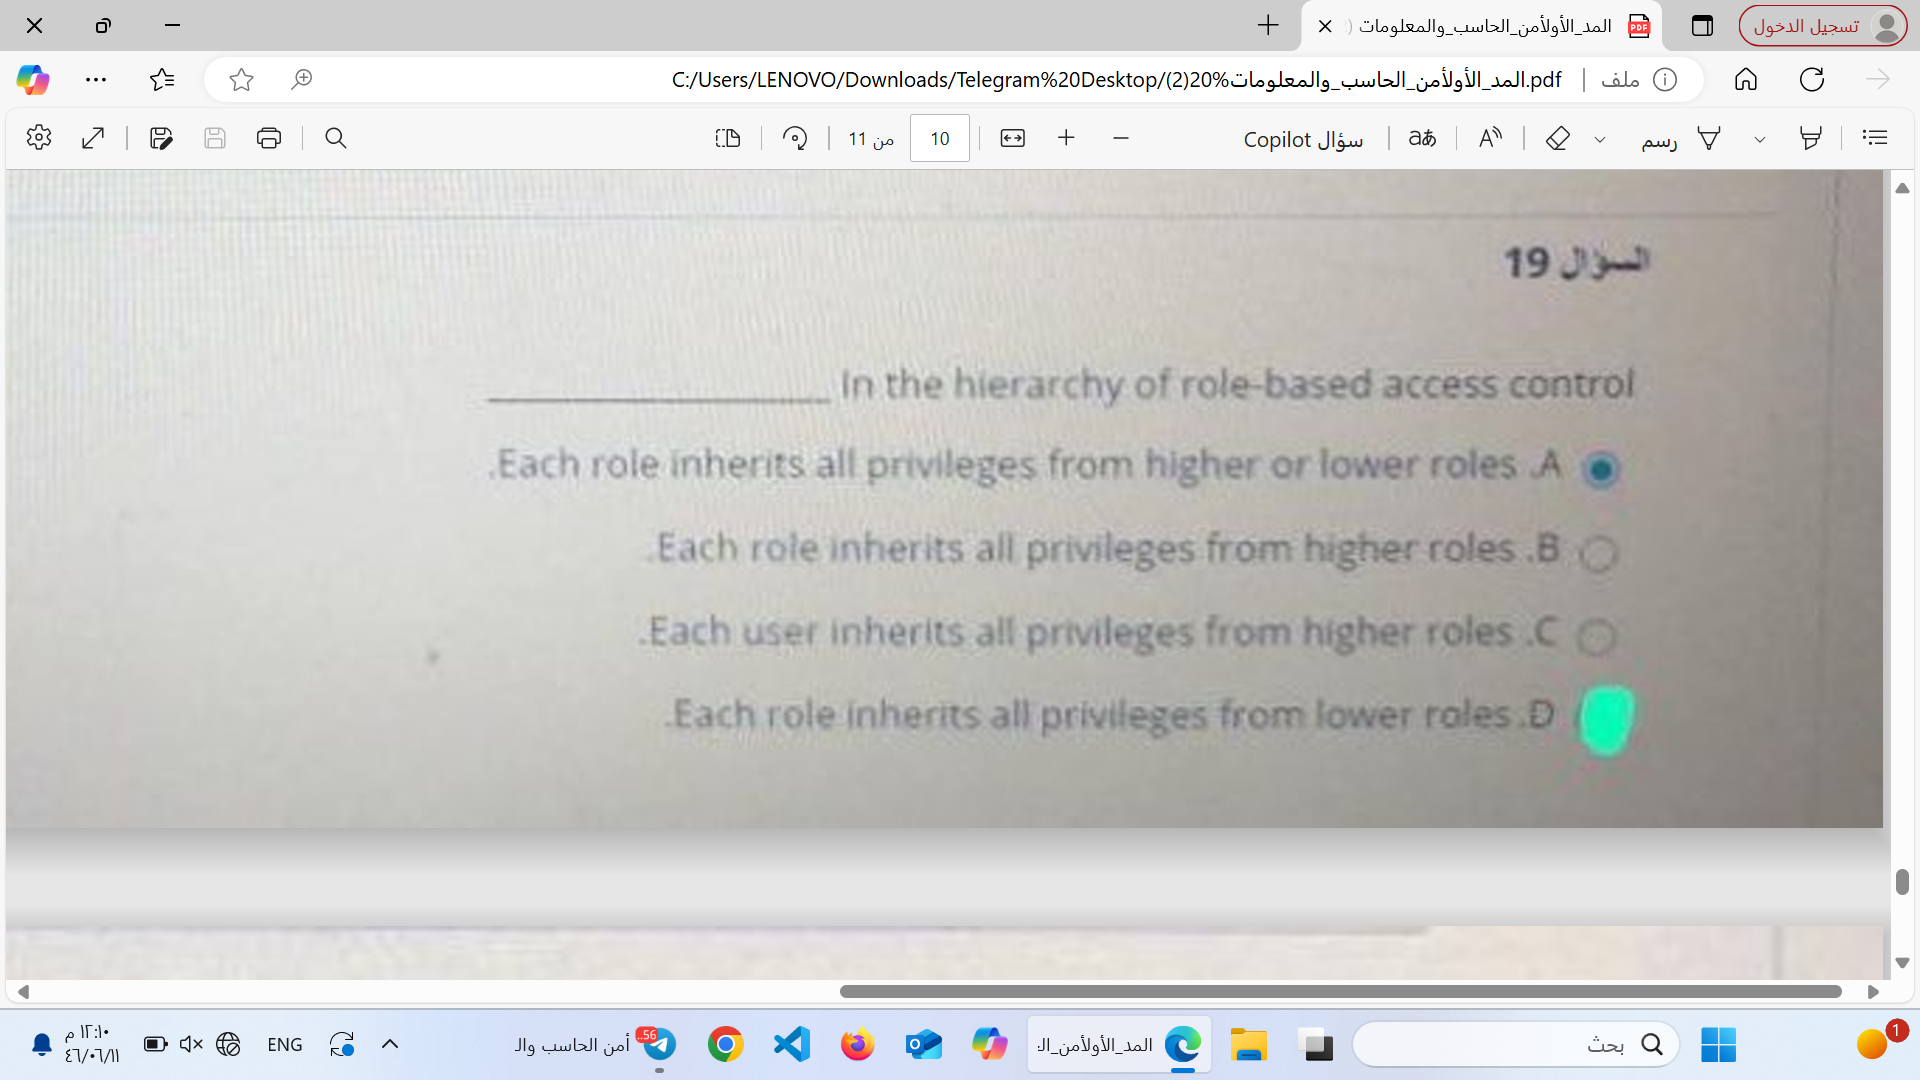 المد_الأولأمن_الحاسب_والمعلومات (
تسجيل الدخول
C:/Users/LENOVO/Downloads/Telegram%20Desktop/(2)20%المد_الأولأمن_الحاسب_والمعلومات.pdf
ملف
11 من
10
سؤال Copilot
رسم
السؤال 19
In the hierarchy of role-based access control ________________
Each role inherits all privileges from higher or lower roles .A
Each role inherits all privileges from higher roles .B
Each user inherits all privileges from higher roles .C
Each role inherits all privileges from lower roles .D
١٢:١٠ م
٤٦/٠٦/١١
ENG
أمن الحاسب وال
56..
المد_الأولأمن_ال
بحث
1